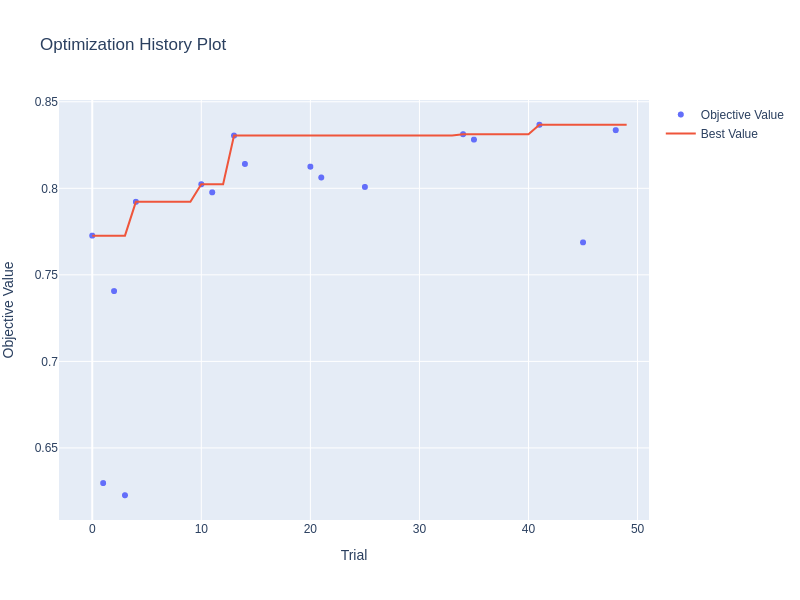 Optimization History Plot
Objective Value
Best Value
0.85
0.8
0.75
0.7
0.65
Objective Value
0
10
20
30
40
50
Trial